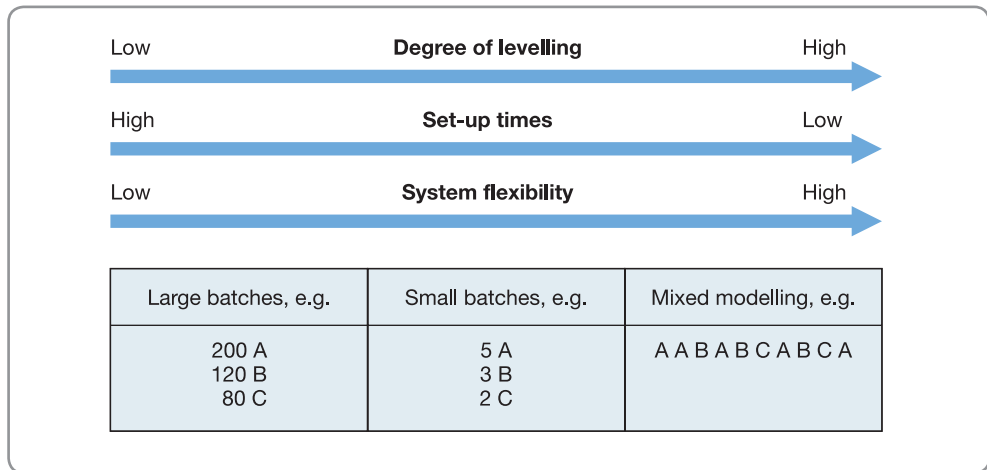 Low Degree of levelling High
High Set-up times Low
Low System flexibility High
Large batches, e.g. Small batches, e.g. Mixed modelling, e.g.
200 A 5 A A A B A B C A B C A
120 B 3 B
80 C 2 C